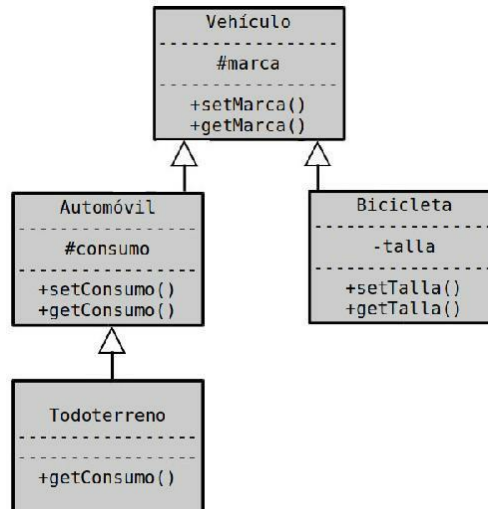 Vehículo
#marca
+setMarca()
+getMarca()
Automóvil
#consumo
+setConsumo()
+getConsumo()
Bicicleta
-talla
+setTalla()
+getTalla()
Todoterreno
+getConsumo()